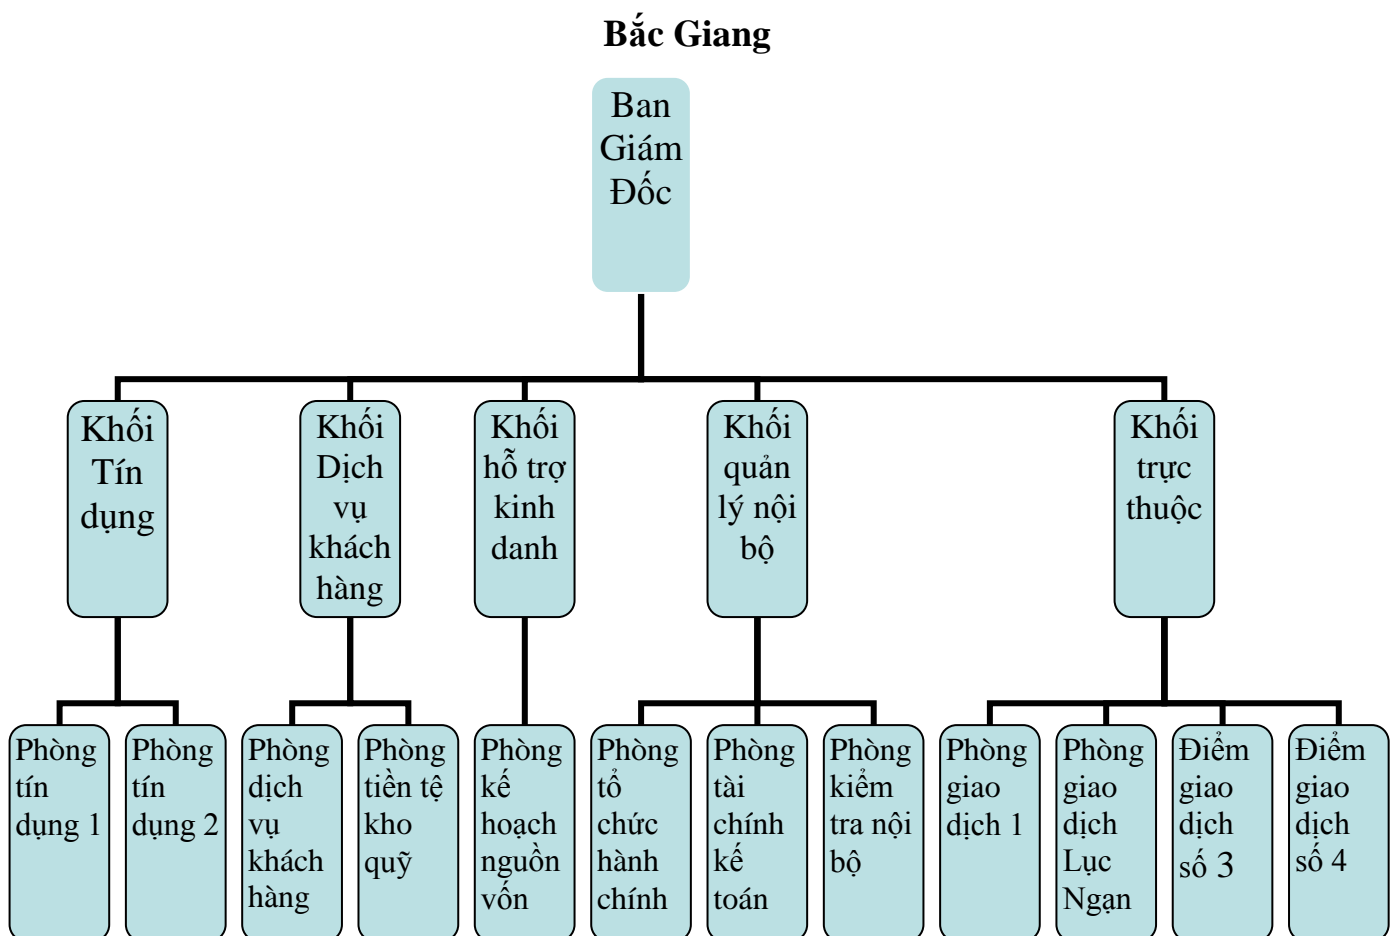 Bắc Giang
Ban
Giám
Đốc
Khối
Tín
dụng
Khối
Dịch
vụ
khách
hàng
Khối
hỗ trợ
kinh
danh
Khối
quản
lý nội
bộ
Khối
trực
thuộc
Phòng
tín
dụng 1
Phòng
tín
dụng 2
Phòng
dịch
vụ
khách
hàng
Phòng
tiền tệ
kho
quỹ
Phòng
kế
hoạch
nguồn
vốn
Phòng
tổ
chức
hành
chính
Phòng
tài
chính
kế
toán
Phòng
kiểm
tra nội
bộ
Phòng
giao
dịch 1
Phòng
giao
dịch
Lục
Ngạn
Điểm
giao
dịch
số 3
Điểm
giao
dịch
số 4